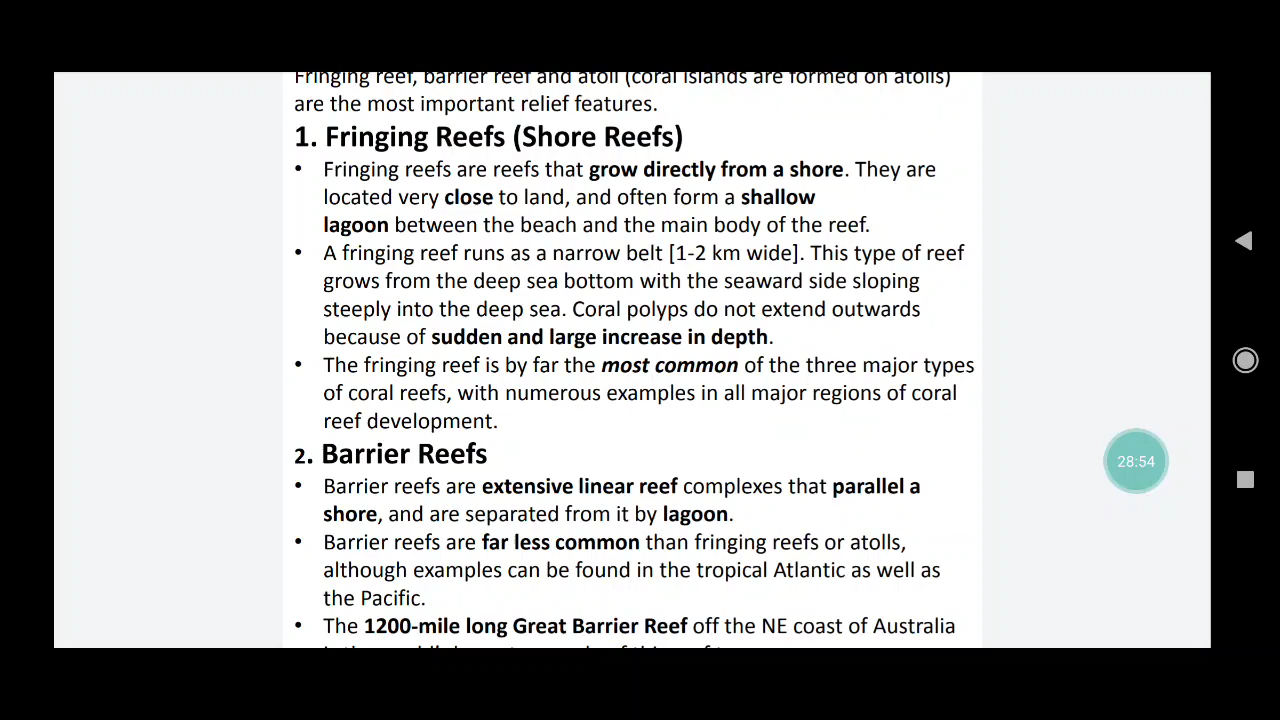 Fringing reef, barrier reef and atoll (coral islands are formed on atolls)
are the most important relief features.
1. Fringing Reefs (Shore Reefs)
• Fringing reefs are reefs that grow directly from a shore. They are
located very close to land, and often form a shallow
lagoon between the beach and the main body of the reef.
• A fringing reef runs as a narrow belt [1-2 km wide]. This type of reef
grows from the deep sea bottom with the seaward side sloping
steeply into the deep sea. Coral polyps do not extend outwards
because of sudden and large increase in depth.
• The fringing reef is by far the most common of the three major types
of coral reefs, with numerous examples in all major regions of coral
reef development.
2. Barrier Reefs
• Barrier reefs are extensive linear reef complexes that parallel a
shore, and are separated from it by lagoon.
• Barrier reefs are far less common than fringing reefs or atolls,
although examples can be found in the tropical Atlantic as well as
the Pacific.
• The 1200-mile long Great Barrier Reef off the NE coast of Australia
28:54